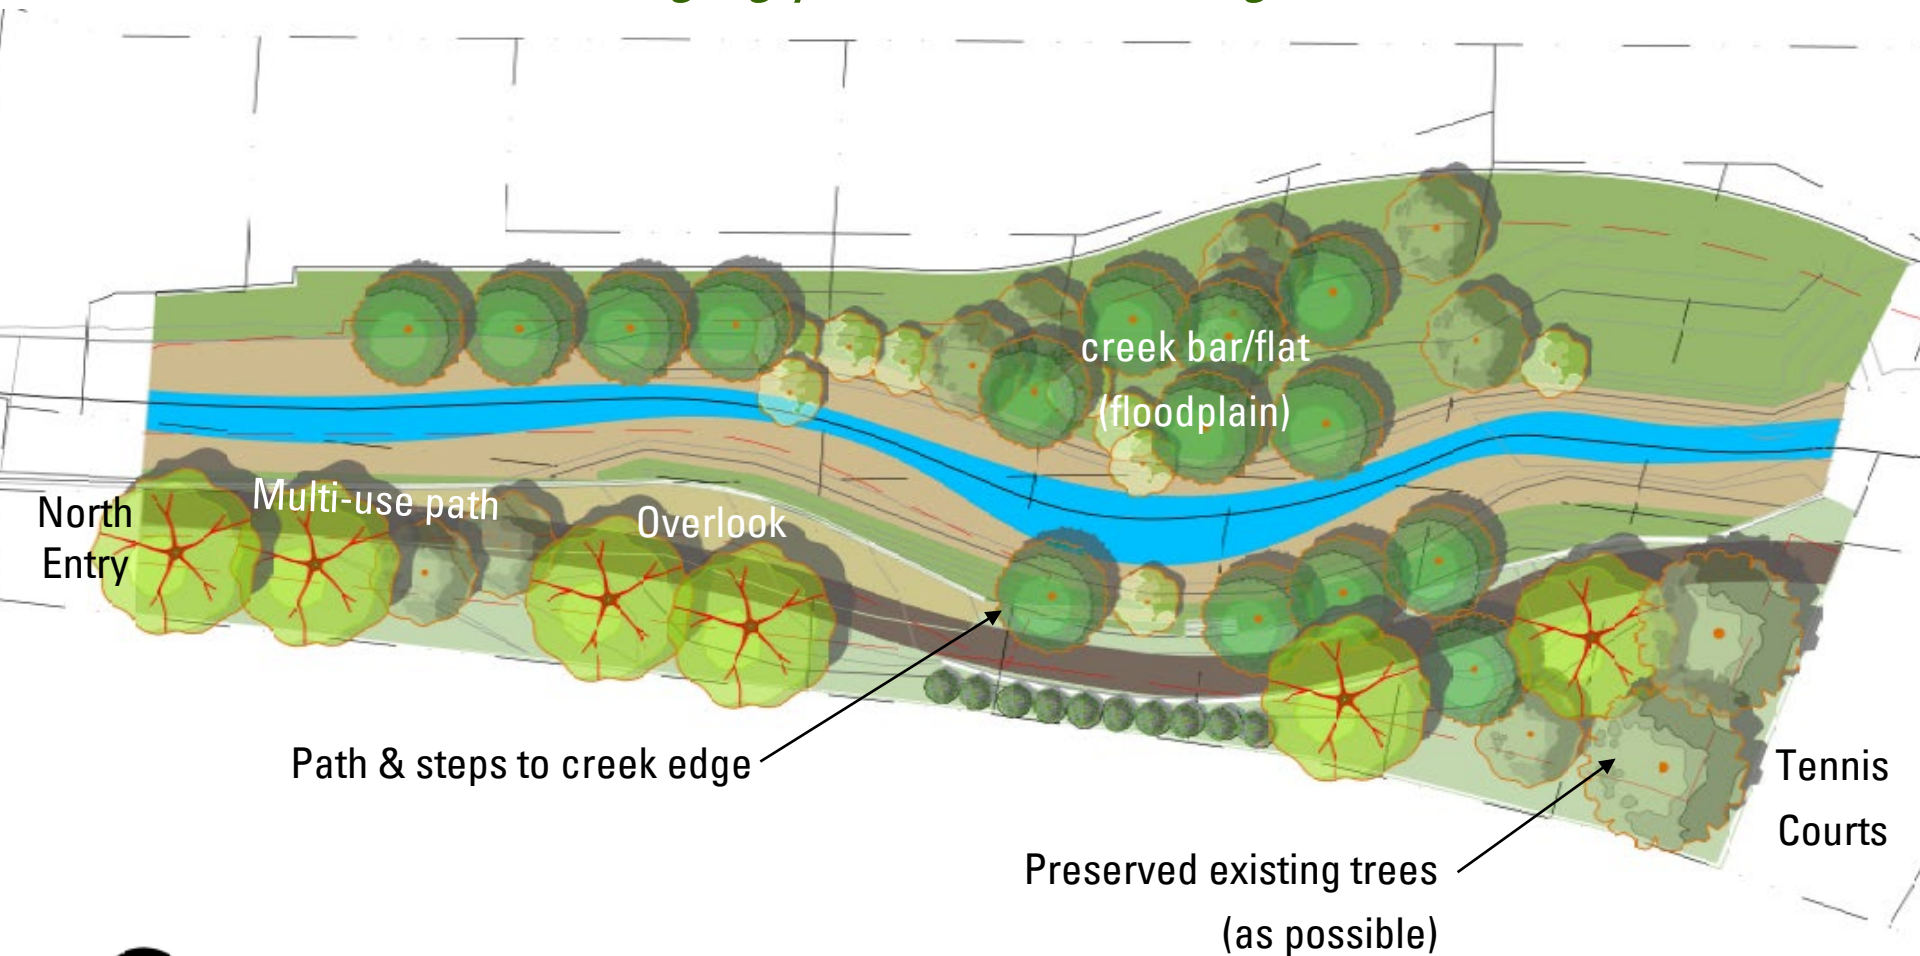 North
Entry
Multi-use path
Overlook
creek bar/flat
(floodplain)
Path & steps to creek edge
Preserved existing trees
(as possible)
Tennis
Courts